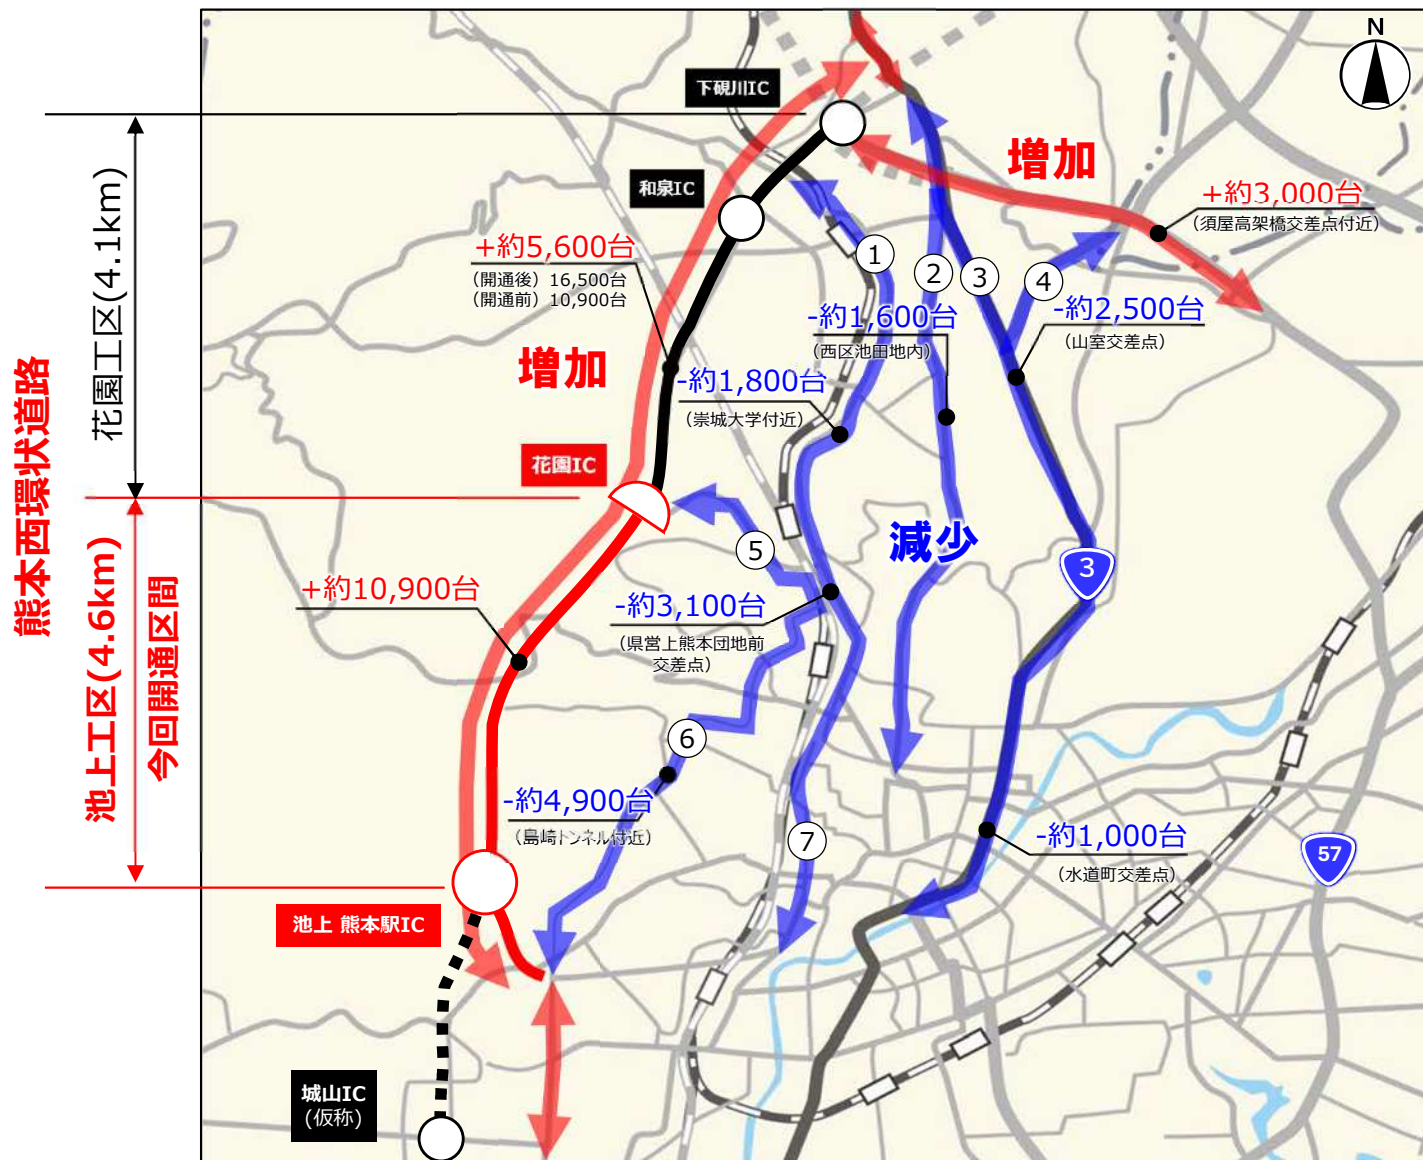 N
下硯川IC
和泉IC
増加
+約3,000台
(須屋高架橋交差点付近)
+約5,600台
(開通後) 16,500台
(開通前) 10,900台
①
②
③
④
-約1,600台
(西区池田地内)
-約2,500台
(山室交差点)
増加
-約1,800台
(崇城大学付近)
花園IC
熊本西環状道路
花園工区(4.1km)
池上工区(4.6km)
今回開通区間
⑤
減少
3
+約10,900台
-約3,100台
(県営上熊本団地前
交差点)
⑥
-約4,900台
(島崎トンネル付近)
⑦
-約1,000台
(水道町交差点)
57
池上 熊本駅IC
城山IC
(仮称)